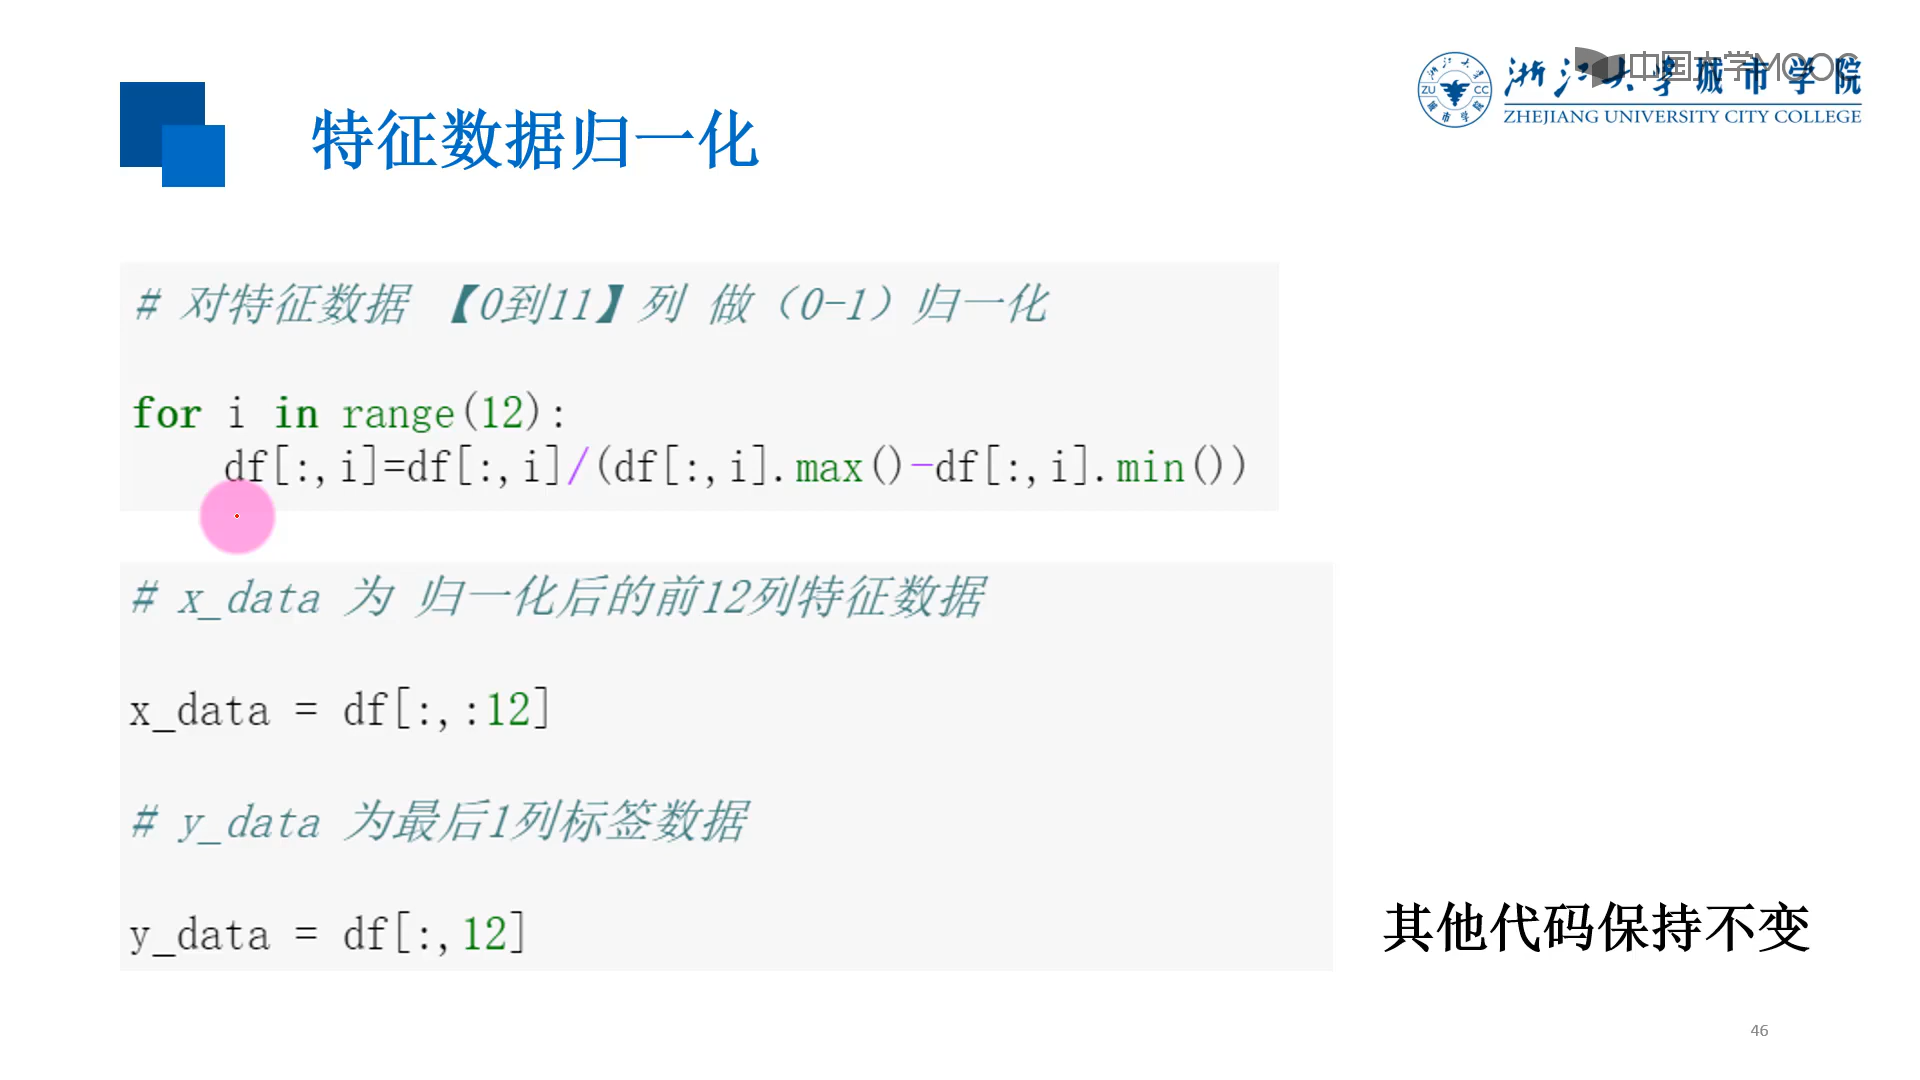 中国大学MOOC
浙江大学城市学院
ZHEJIANG UNIVERSITY CITY COLLEGE
ZU CC
特征数据归一化
# 对特征数据 【0到11】列 做（0-1）归一化
for i in range(12):
df[:,i]=df[:,i]/(df[:,i].max()-df[:,i].min())
# x_data 为 归一化后的前12列特征数据
x_data = df[:,:12]
# y_data 为最后1列标签数据
y_data = df[:,12]
其他代码保持不变
46